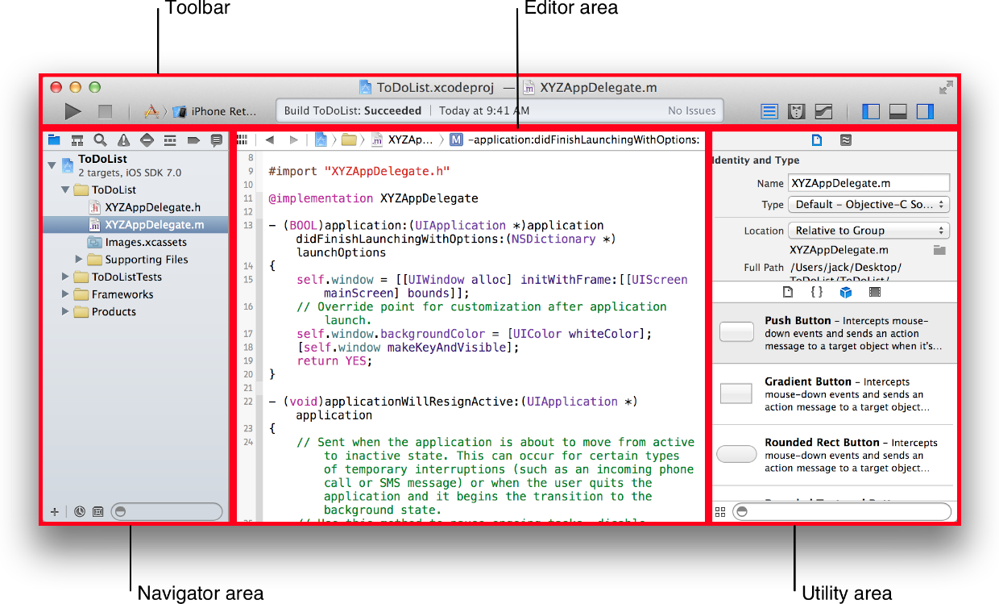 Toolbar
Editor area
ToDoList.xcodeproj — XYZAppDelegate.m
iPhone Ret...
Build ToDoList: Succeeded | Today at 9:41 AM
No Issues
ToDoList
2 targets, iOS SDK 7.0
ToDoList
XYZAppDelegate.h
XYZAppDelegate.m
Images.xcassets
Supporting Files
ToDoListTests
Frameworks
Products
XYZAp... M -application:didFinishLaunchingWithOptions:
8
9 #import "XYZAppDelegate.h"
10
11 @implementation XYZAppDelegate
12
13 - (BOOL)application:(UIApplication *)application
didFinishLaunchingWithOptions:(NSDictionary *)
launchOptions
14 {
15 self.window = [[UIWindow alloc] initWithFrame:[[UIScreen
mainScreen] bounds]];
16 // Override point for customization after application
launch.
17 self.window.backgroundColor = [UIColor whiteColor];
18 [self.window makeKeyAndVisible];
19 return YES;
20 }
21
22 - (void)applicationWillResignActive:(UIApplication *)
application
23 {
24 // Sent when the application is about to move from active
to inactive state. This can occur for certain types
of temporary interruptions (such as an incoming phone
call or SMS message) or when the user quits the
application and it begins the transition to the
background state.
// Use this method to pause ongoing tasks, disable
Identity and Type
Name XYZAppDelegate.m
Type Default - Objective-C So...
Location Relative to Group
XYZAppDelegate.m
Full Path /Users/jack/Desktop/
ToDoList/ToDoList/
{ }
Push Button - Intercepts mouse-
down events and sends an action
message to a target object when it's...
Gradient Button - Intercepts
mouse-down events and sends an
action message to a target object...
Rounded Rect Button - Intercepts
mouse-down events and sends an
action message to a target object...
Navigator area
Utility area